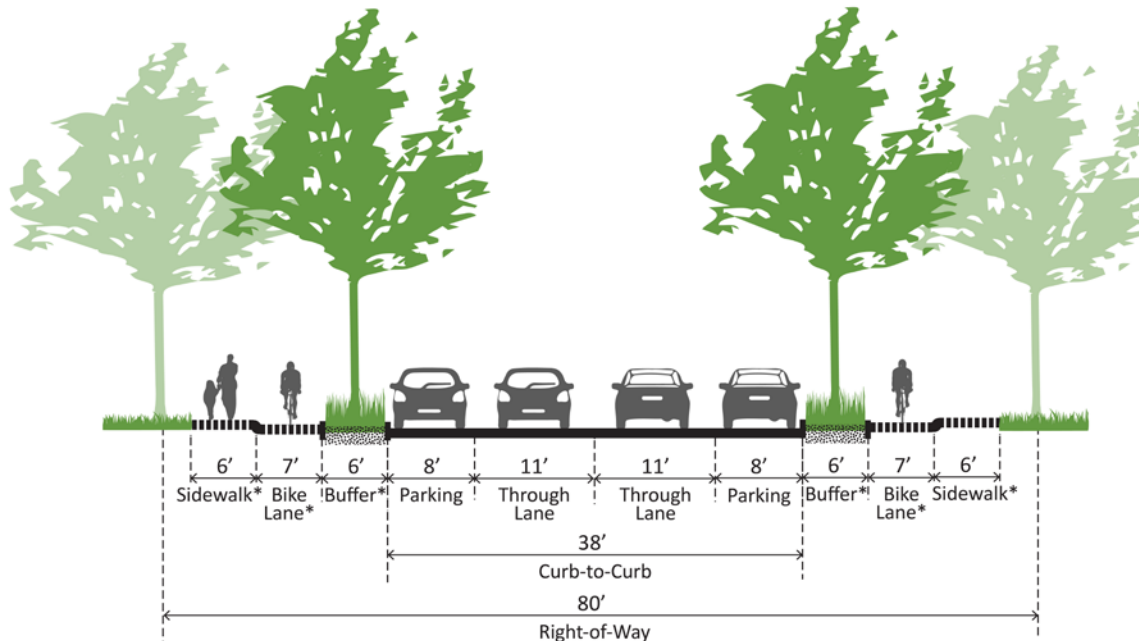 6’ 7’ 6’ 8’ 11’ 11’ 8’ 6’ 7’ 6’
Sidewalk* Bike Buffer* Parking Through Through Parking Buffer* Bike Sidewalk*
Lane* Lane Lane Lane*
38’
Curb-to-Curb
80’
Right-of-Way